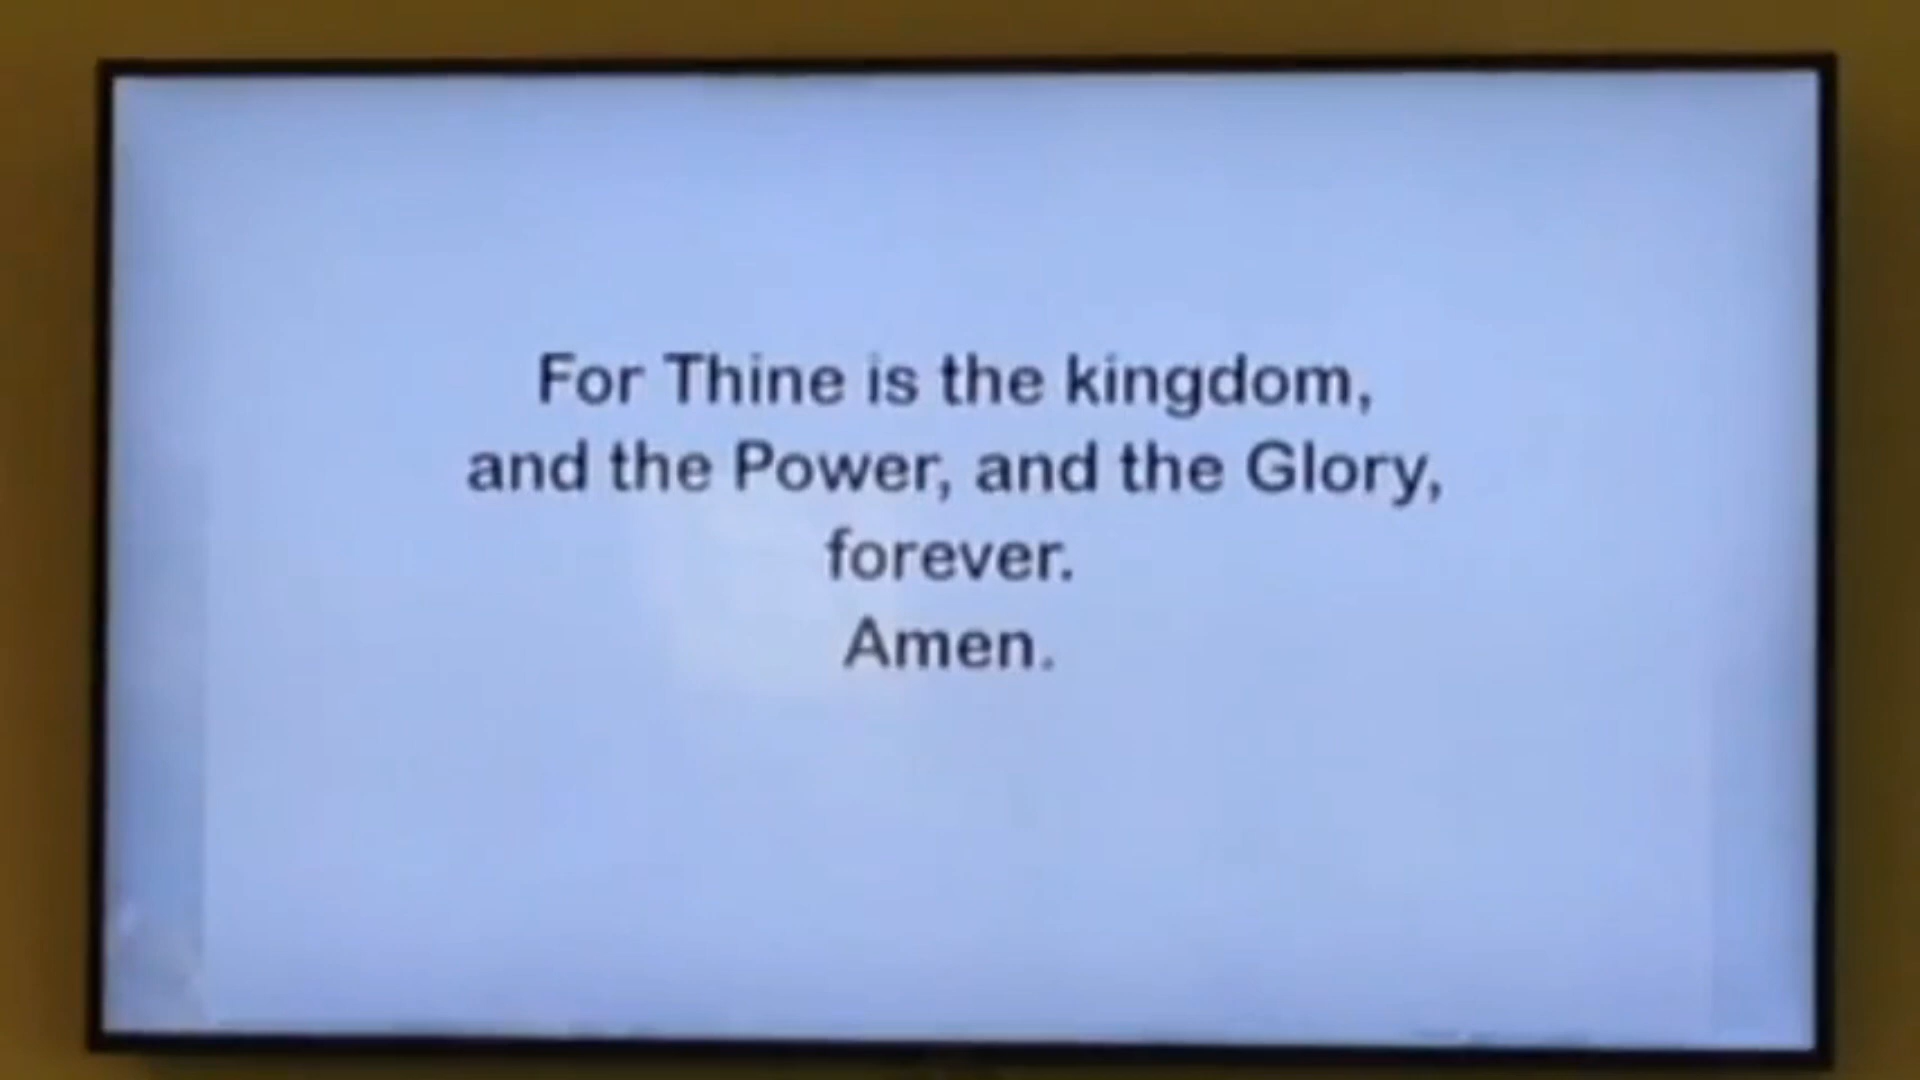 For Thine is the kingdom,
and the Power, and the Glory,
forever.
Amen.